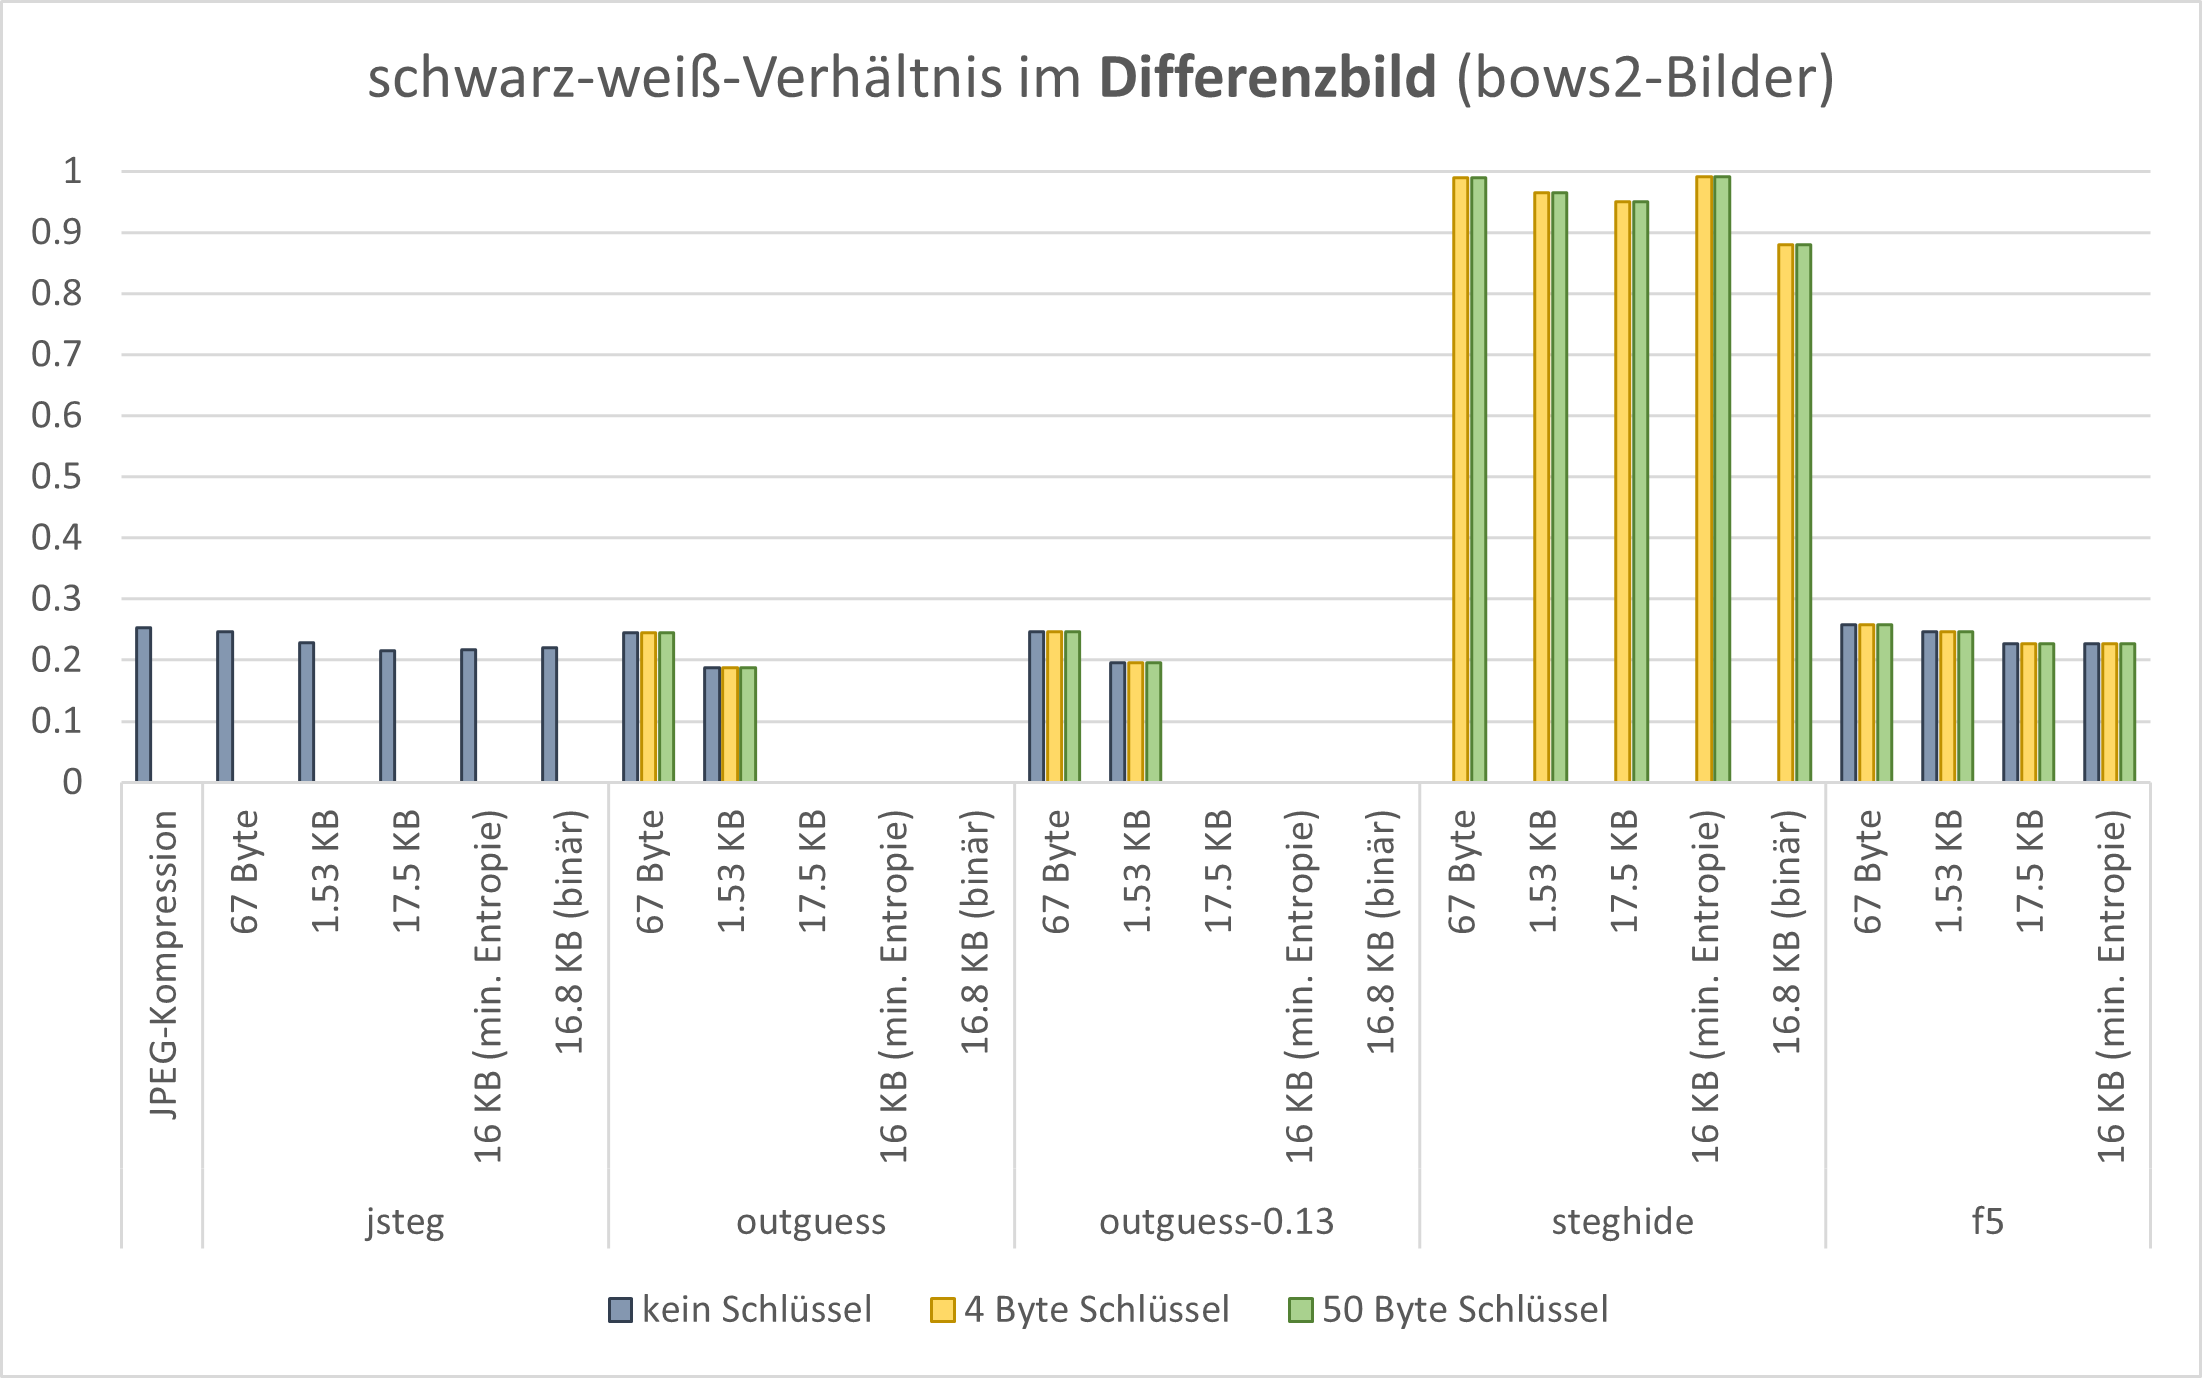 schwarz-weiß-Verhältnis im Differenzbild (bows2-Bilder)
1
0.9
0.8
0.7
0.6
0.5
0.4
0.3
0.2
0.1
0
JPEG-Kompression
67 Byte
1.53 KB
17.5 KB
16 KB (min. Entropie)
16.8 KB (binär)
67 Byte
1.53 KB
17.5 KB
16 KB (min. Entropie)
16.8 KB (binär)
67 Byte
1.53 KB
17.5 KB
16 KB (min. Entropie)
16.8 KB (binär)
67 Byte
1.53 KB
17.5 KB
16 KB (min. Entropie)
16.8 KB (binär)
67 Byte
1.53 KB
17.5 KB
16 KB (min. Entropie)
jsteg
outguess
outguess-0.13
steghide
f5
kein Schlüssel
4 Byte Schlüssel
50 Byte Schlüssel